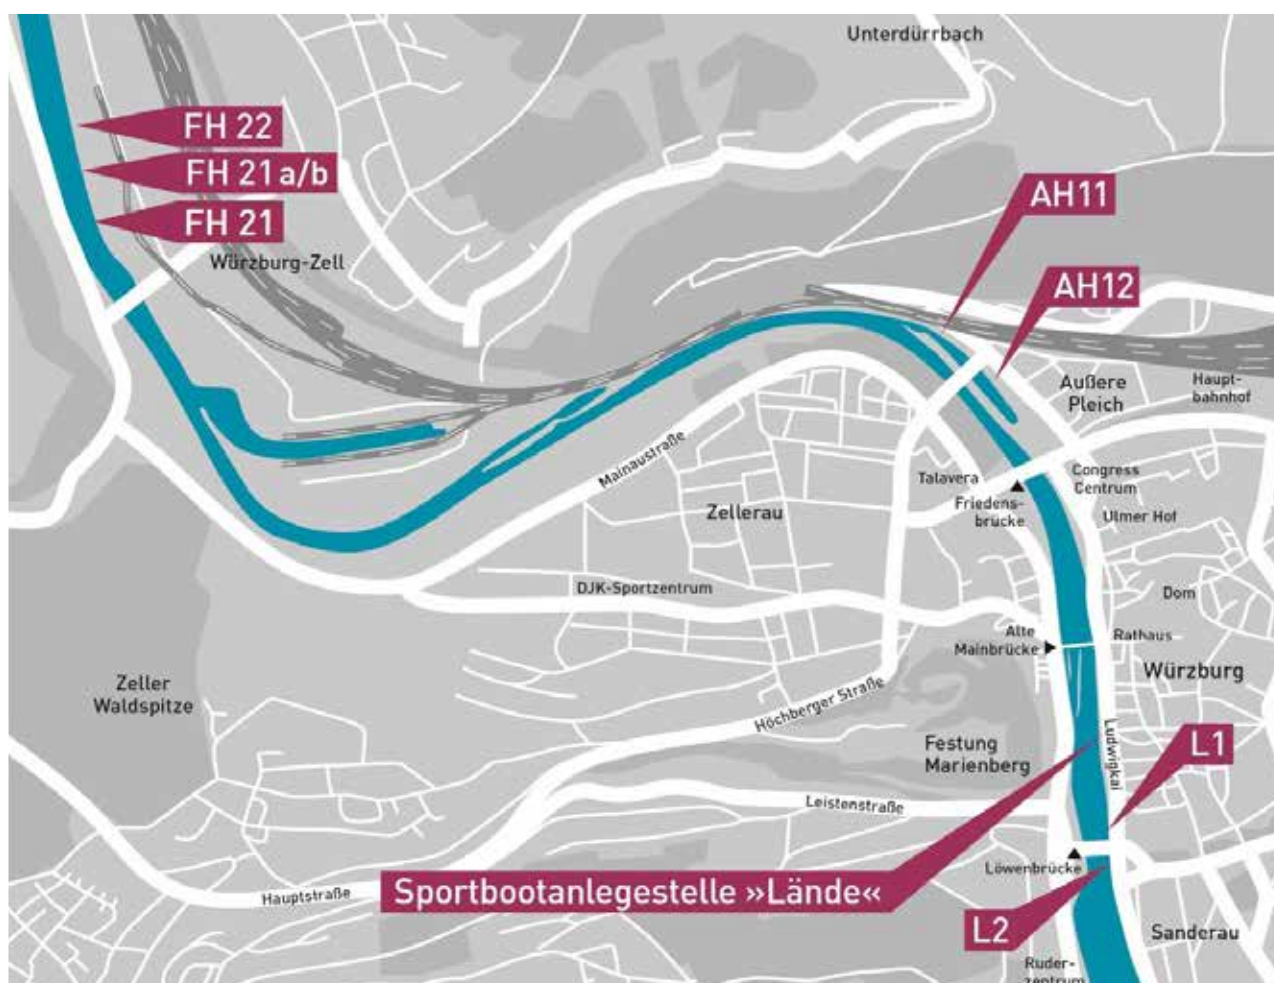 Unterdürrbach
FH 22
FH 21 a/b
FH 21
Würzburg-Zell
AH11
AH12
Außere
Pleich
Haupt-
bahnhof
Mainaustraße
Talavera
Congress
Centrum
Friedens-
brücke
Ulmer Hof
Zellerau
DJK-Sportzentrum
Dom
Alte
Mainbrücke
Rathaus
Würzburg
Zeller
Waldspitze
Höchberger Straße
Festung
Marienberg
Ludwigkai
L1
Leistenstraße
Löwenbrücke
Hauptstraße
Sportbootanlegestelle »Lände«
L2
Sanderau
Ruder-
zentrum